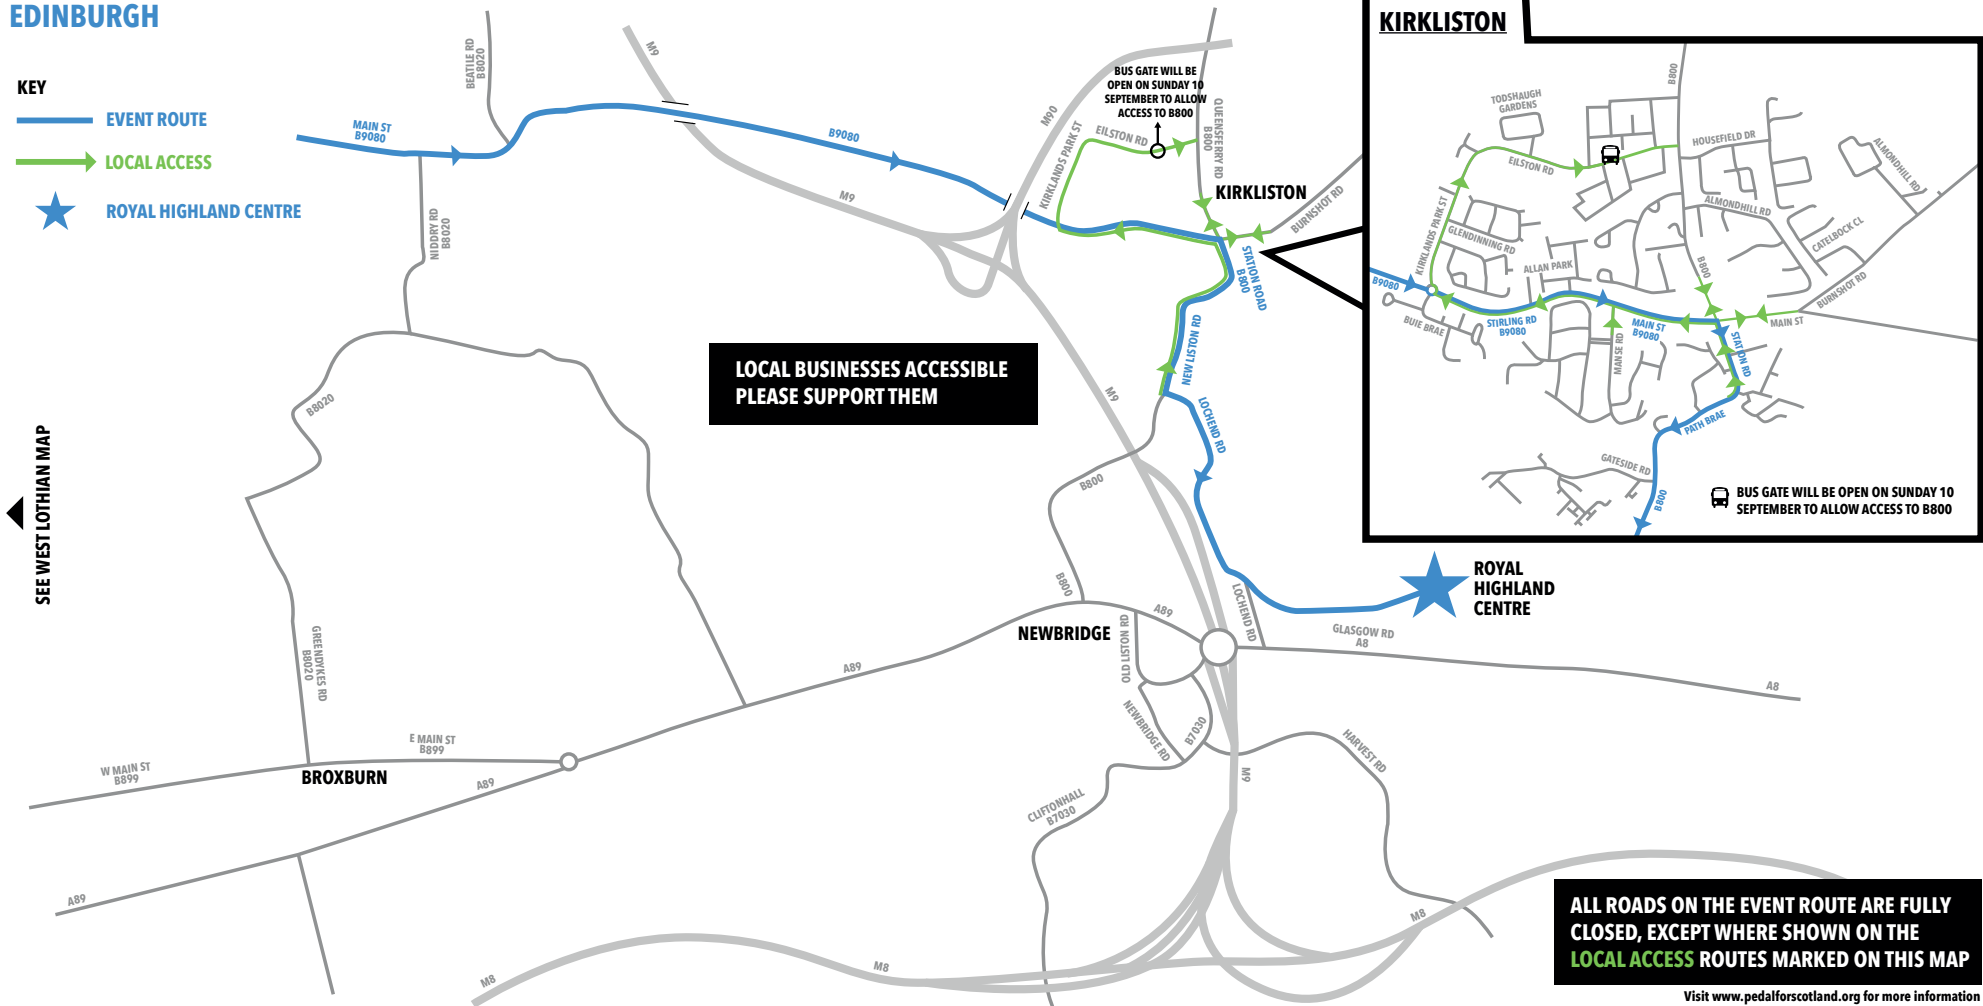 EDINBURGH
KEY
EVENT ROUTE
LOCAL ACCESS
ROYAL HIGHLAND CENTRE
SEE WEST LOTHIAN MAP
MAIN ST
B9080
BEATILE RD
B8020
NIDDRY RD
B8020
B8020
GREENDYKES RD
B8020
W MAIN ST
B899
E MAIN ST
B899
BROXBURN
A89
A89
A89
A89
M9
M9
M9
M9
B9080
M90
BUS GATE WILL BE
OPEN ON SUNDAY 10
SEPTEMBER TO ALLOW
ACCESS TO B800
EILSTON RD
KIRKLANDS PARK ST
QUEENSFERRY RD
B800
KIRKLISTON
BURNSHOT RD
STATION ROAD
B800
NEW LISTON RD
LOCHEND RD
LOCAL BUSINESSES ACCESSIBLE
PLEASE SUPPORT THEM
B800
B800
NEWBRIDGE
OLD LISTON RD
NEWBRIDGE RD
B7030
CLIFTONHALL
B7030
LOCHEND RD
GLASGOW RD
A8
A8
HARVEST RD
M8
M8
M8
ROYAL
HIGHLAND
CENTRE
KIRKLISTON
B800
TODSHAUGH
GARDENS
EILSTON RD
HOUSEFIELD DR
ALMONDHILL RD
ALMONDHILL RD
CATELBOCK CL
BURNSHOT RD
KIRKLANDS PARK ST
GLENDINNING RD
ALLAN PARK
B800
B9080
BUIE BRAE
STIRLING RD
B9080
MAIN ST
B9080
MAIN ST
MANSE RD
STATION RD
PATH BRAE
GATESIDE RD
B800
BUS GATE WILL BE OPEN ON SUNDAY 10
SEPTEMBER TO ALLOW ACCESS TO B800
ALL ROADS ON THE EVENT ROUTE ARE FULLY
CLOSED, EXCEPT WHERE SHOWN ON THE
LOCAL ACCESS ROUTES MARKED ON THIS MAP
Visit www.pedalforscotland.org for more information